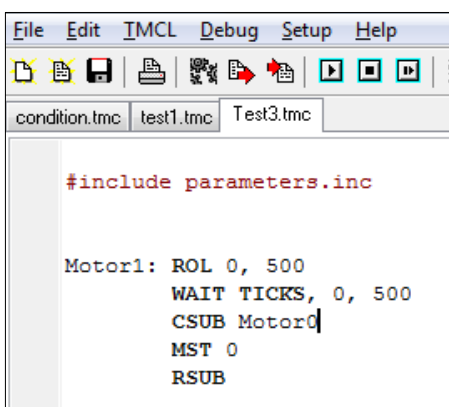 File Edit TMCL Debug Setup Help
condition.tmc test1.tmc Test3.tmc
#include parameters.inc
Motor1: ROL 0, 500
WAIT TICKS, 0, 500
CSUB Motor0
MST 0
RSUB